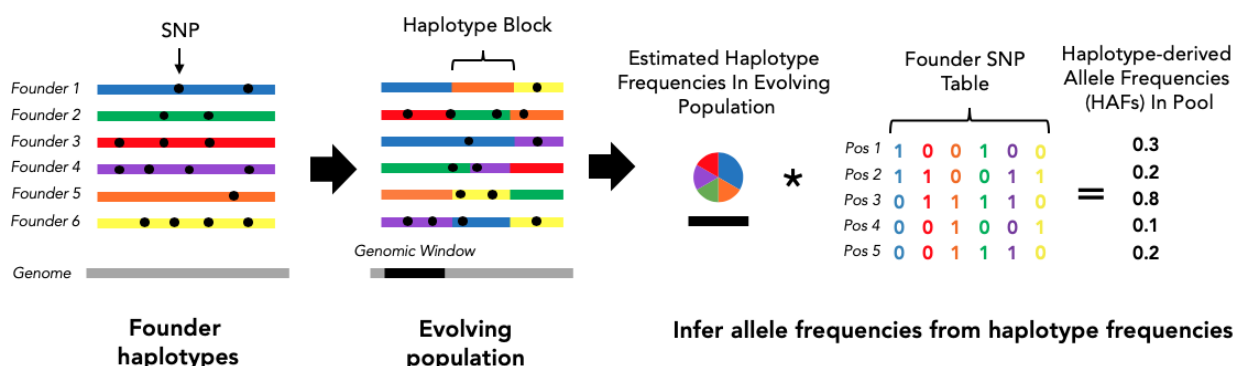 SNP
Founder 1
Founder 2
Founder 3
Founder 4
Founder 5
Founder 6
Genome
Founder
haplotypes
Haplotype Block
Genomic Window
Evolving
population
Estimated Haplotype
Frequencies In Evolving
Population
*
Founder SNP
Table
Pos 1 1 0 0 1 0 0
Pos 2 1 1 0 0 1 1
Pos 3 0 1 1 1 1 0
Pos 4 0 0 1 0 0 1
Pos 5 0 0 1 1 1 0
=
Haplotype-derived
Allele Frequencies
(HAFs) In Pool
0.3
0.2
0.8
0.1
0.2
Infer allele frequencies from haplotype frequencies